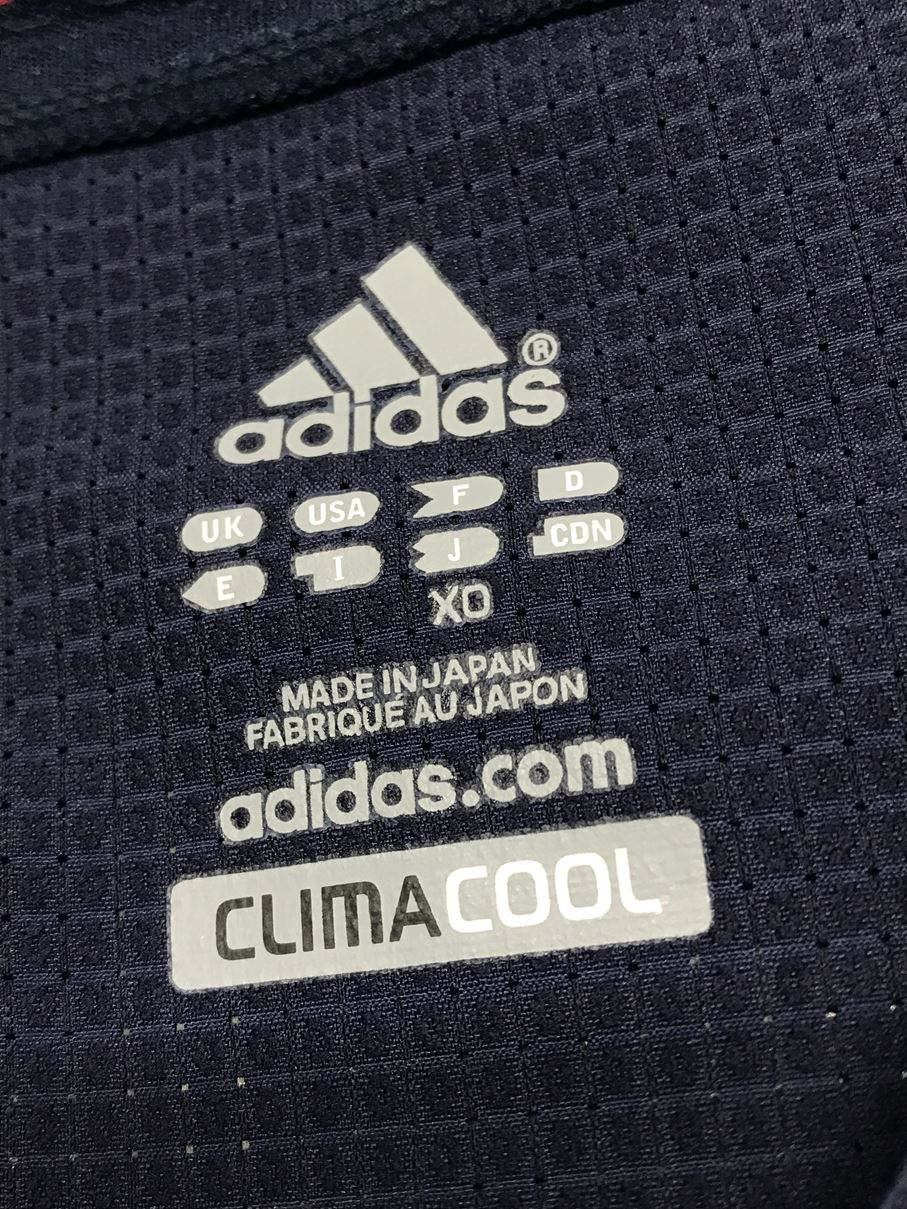 adidas®
UK USA F D
E I J CDN
XO
MADE IN JAPAN
FABRIQUÉ AU JAPON
adidas.com
CLIMACOOL